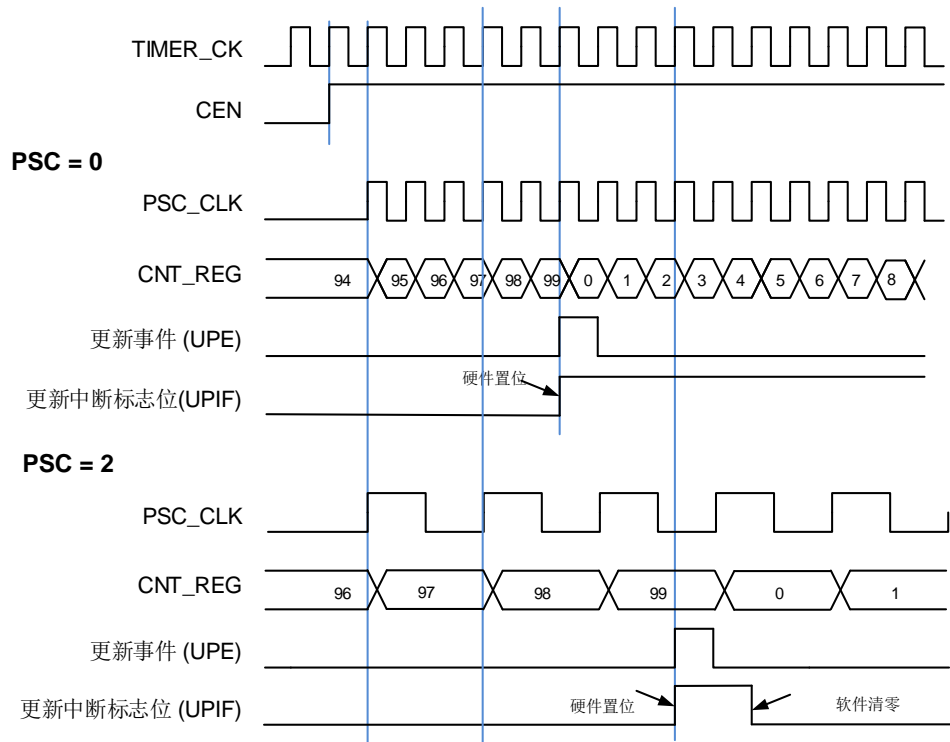 TIMER_CK
CEN
PSC = 0
PSC_CLK
CNT_REG 94 95 96 97 98 99 0 1 2 3 4 5 6 7 8
更新事件 (UPE)
硬件置位
更新中断标志位(UPIF)
PSC = 2
PSC_CLK
CNT_REG 96 97 98 99 0 1
更新事件 (UPE)
更新中断标志位 (UPIF) 硬件置位 软件清零